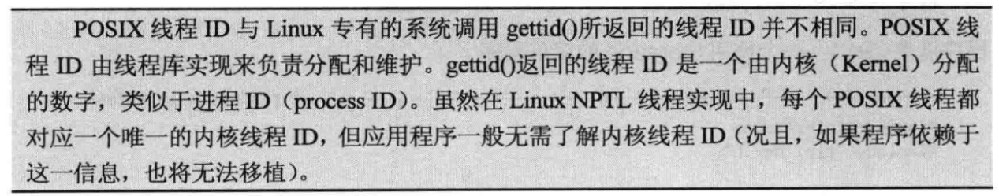 POSIX 线程 ID 与 Linux 专有的系统调用 gettid()所返回的线程 ID 并不相同。POSIX 线
程 ID 由线程库实现来负责分配和维护。gettid()返回的线程 ID 是一个由内核（Kernel）分配
的数字，类似于进程 ID（process ID）。虽然在 Linux NPTL 线程实现中，每个 POSIX 线程都
对应一个唯一的内核线程 ID，但应用程序一般无需了解内核线程 ID（况且，如果程序依赖于
这一信息，也将无法移植）。